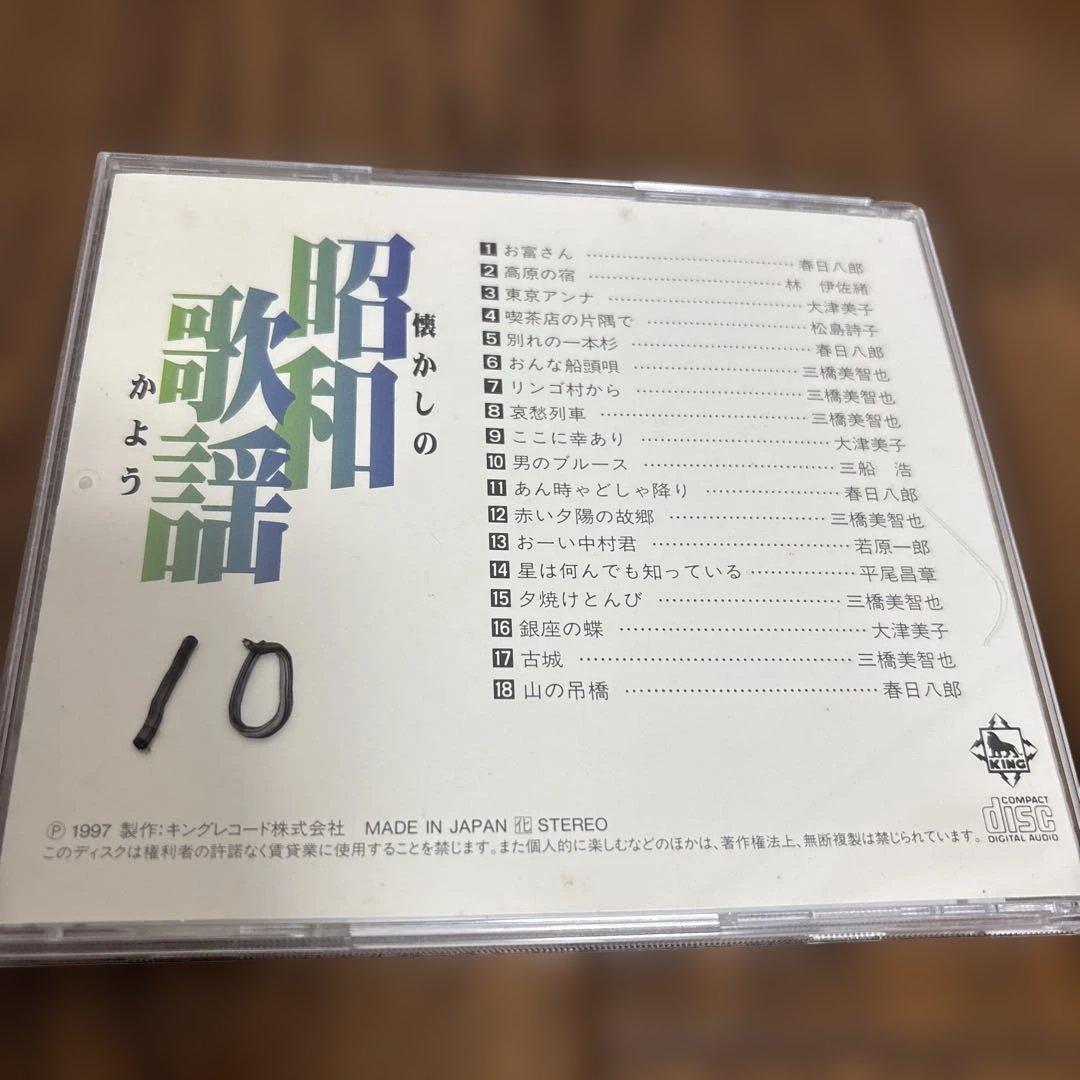 懐かしの
昭和
歌謡
かよう
10
1 お富さん 春日八郎
2 高原の宿 林 伊佐緒
3 東京アンナ 大津美子
4 喫茶店の片隅で 松島詩子
5 別れの一本杉 春日八郎
6 おんな船頭唄 三橋美智也
7 リンゴ村から 三橋美智也
8 哀愁列車 三橋美智也
9 ここに幸あり 大津美子
10 男のブルース 三船 浩
11 あん時ゃどしゃ降り 春日八郎
12 赤い夕陽の故郷 三橋美智也
13 おーい中村君 若原一郎
14 星は何んでも知っている 平尾昌章
15 夕焼けとんび 三橋美智也
16 銀座の蝶 大津美子
17 古城 三橋美智也
18 山の吊橋 春日八郎
KING
COMPACT
disc
DIGITAL AUDIO
Ⓟ 1997 製作:キングレコード株式会社 MADE IN JAPAN 化 STEREO
このディスクは権利者の許諾なく賃貸業に使用することを禁じます。また個人的に楽しむなどのほかは、著作権法上、無断複製は禁じられています。